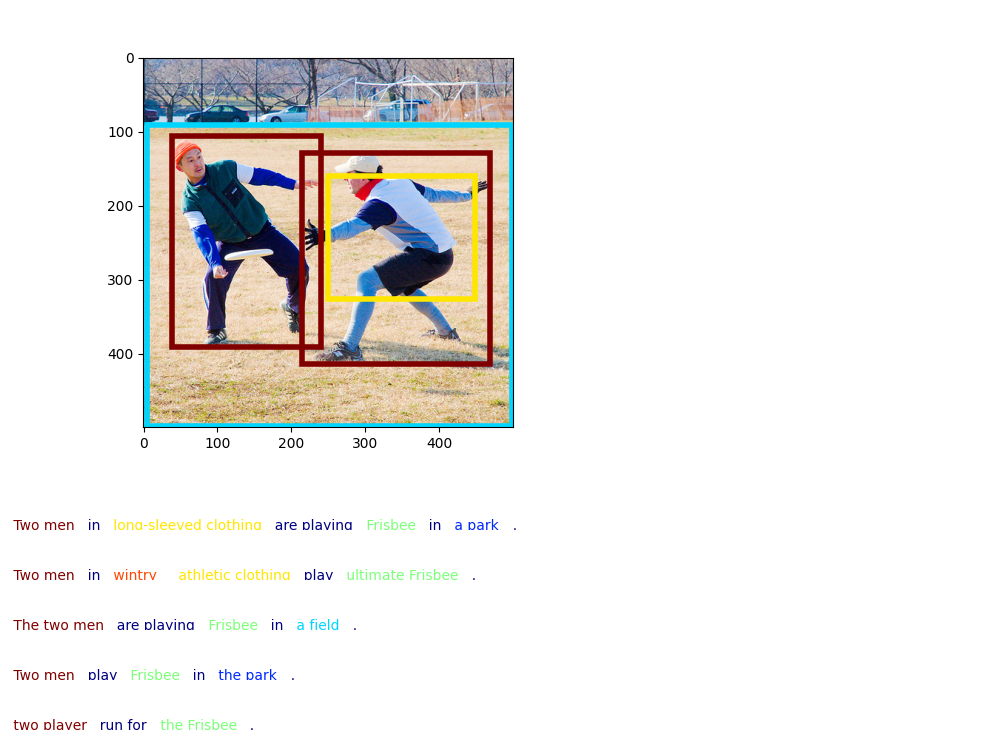 0
100
200
300
400
0 100 200 300 400
Two men in long-sleeved clothing are playing Frisbee in a park .
Two men in wintry athletic clothing play ultimate Frisbee .
The two men are playing Frisbee in a field .
Two men play Frisbee in the park .
two player run for the Frisbee .